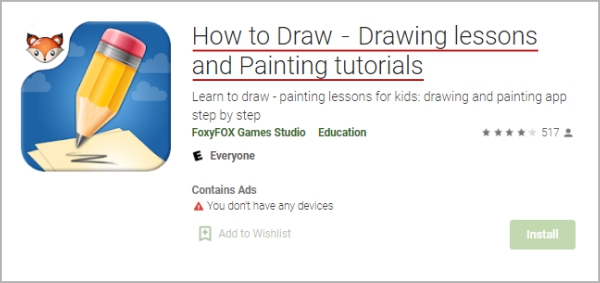 How to Draw - Drawing lessons
and Painting tutorials
Learn to draw - painting lessons for kids: drawing and painting app
step by step
FoxyFOX Games Studio Education
517
E Everyone
Contains Ads
You don't have any devices
Add to Wishlist
Install